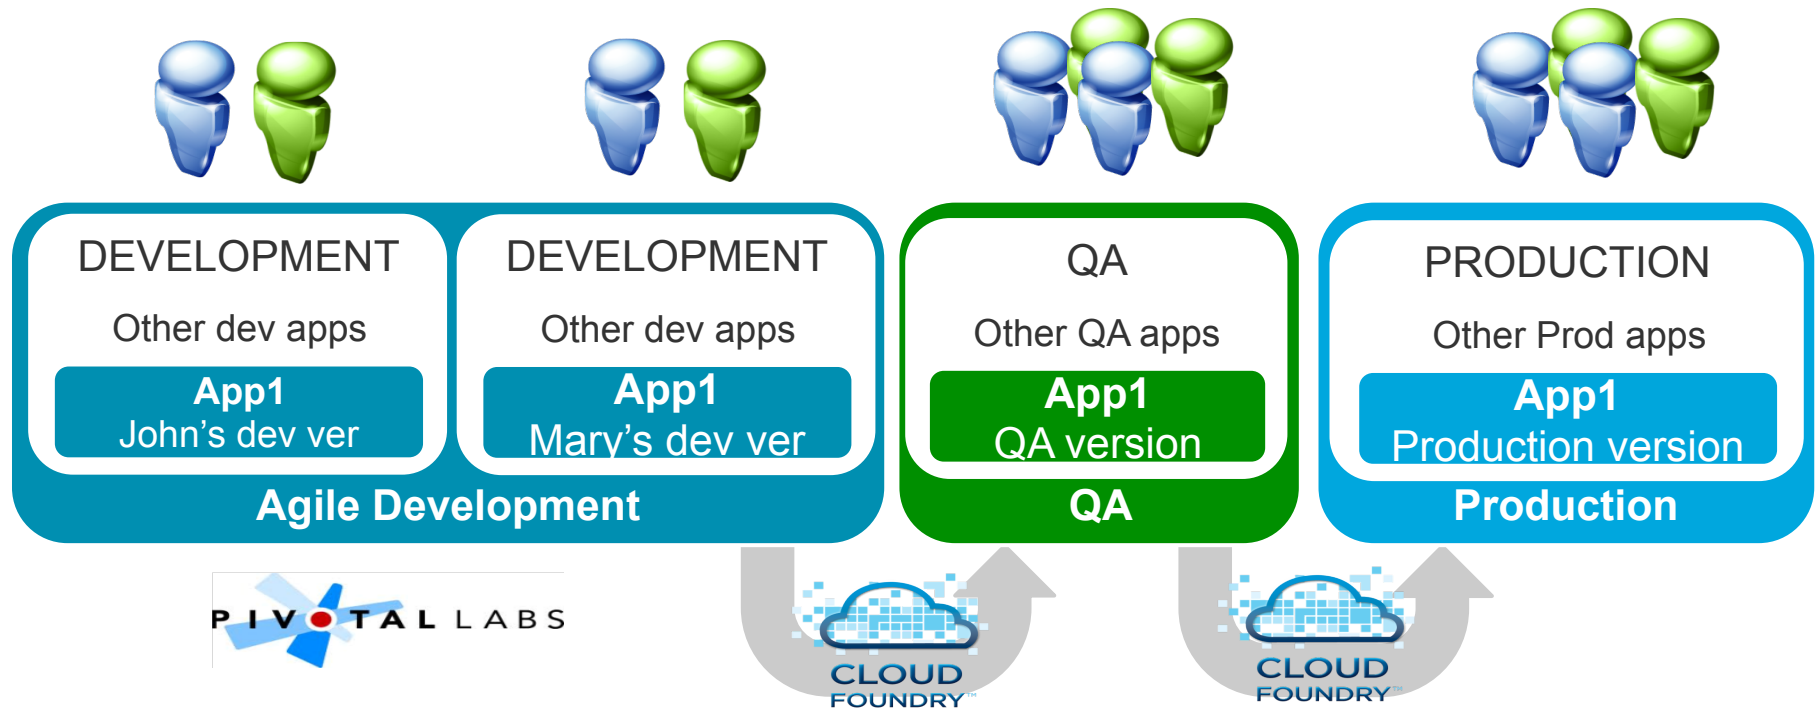 DEVELOPMENT
Other dev apps
App1
John's dev ver
DEVELOPMENT
Other dev apps
App1
Mary's dev ver
Agile Development
QA
Other QA apps
App1
QA version
QA
PRODUCTION
Other Prod apps
App1
Production version
Production
PIVOTAL LABS
CLOUD
FOUNDRY™
CLOUD
FOUNDRY™